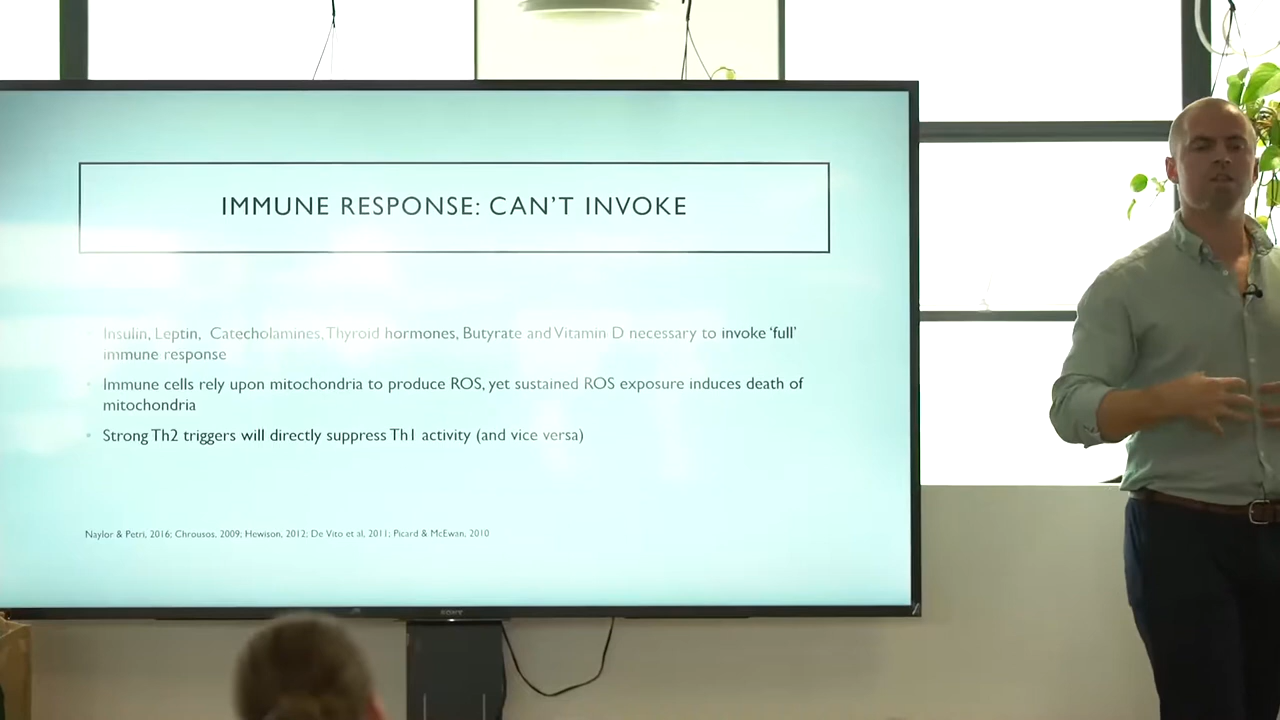 IMMUNE RESPONSE: CAN'T INVOKE
Insulin, Leptin, Catecholamines, Thyroid hormones, Butyrate and Vitamin D necessary to invoke 'full'
immune response
Immune cells rely upon mitochondria to produce ROS, yet sustained ROS exposure induces death of
mitochondria
Strong Th2 triggers will directly suppress Th1 activity (and vice versa)
Naylor & Petri, 2016; Chrousos, 2009; Hewison, 2012; De Vito et al, 2011; Picard & McEwan, 2010
SONY